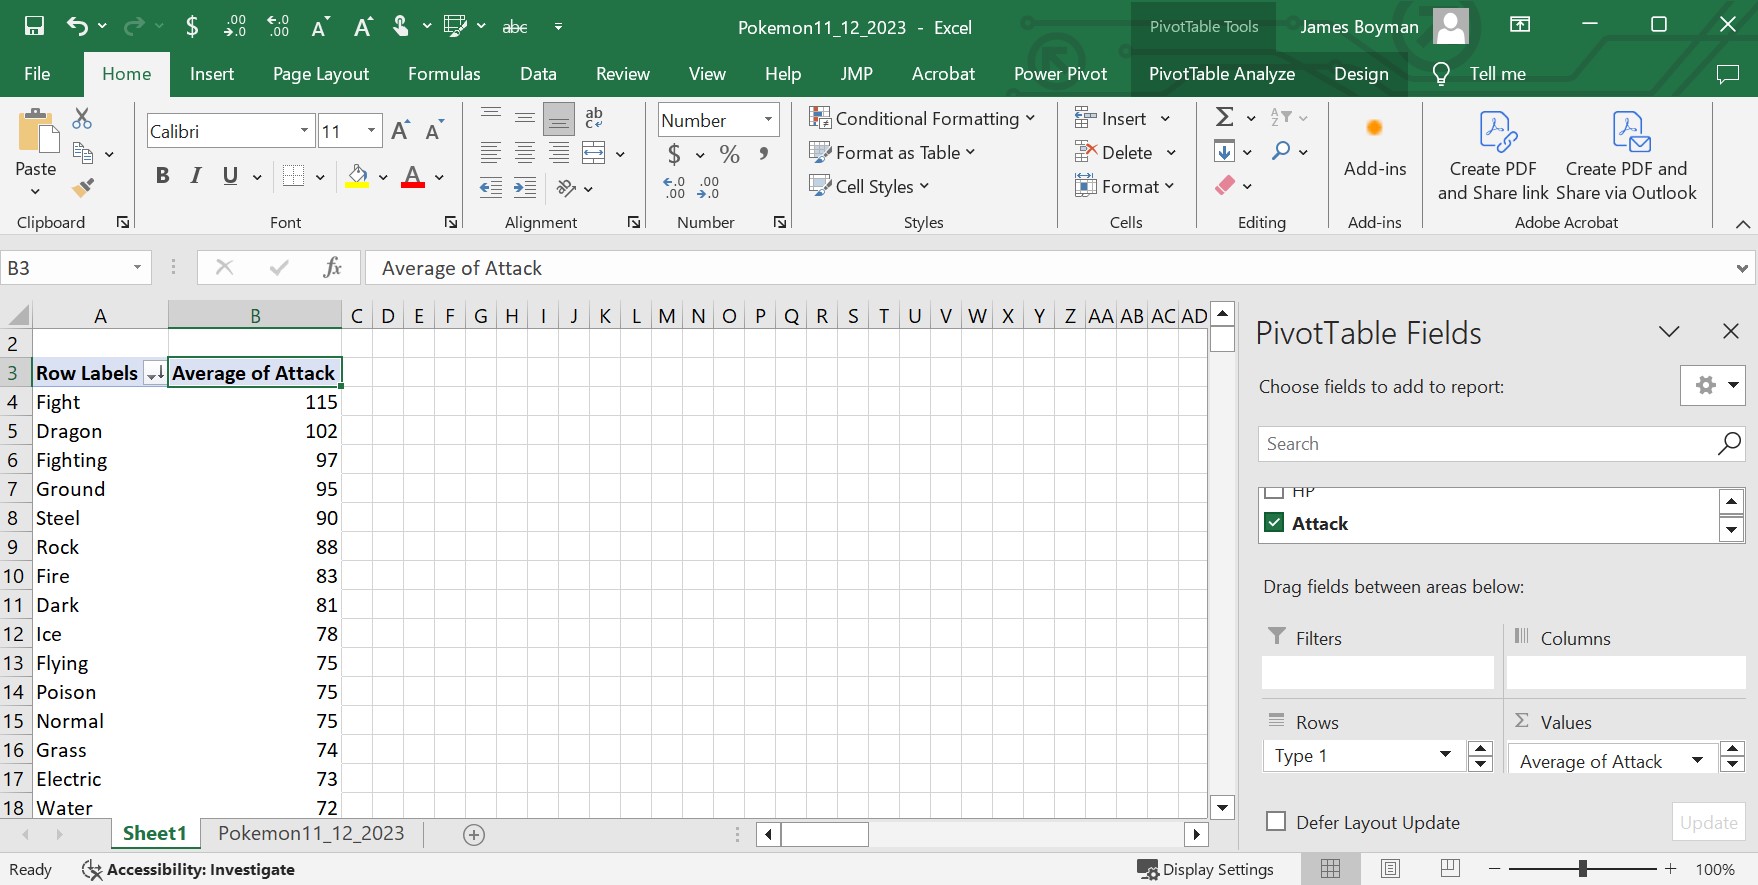 Pokemon11_12_2023 - Excel
PivotTable Tools
James Boyman
File Home Insert Page Layout Formulas Data Review View Help JMP Acrobat Power Pivot PivotTable Analyze Design Tell me
Paste
Clipboard
Calibri 11
B I U A
Font
ab
Alignment
Number
$ % ,
Number
Conditional Formatting
Format as Table
Cell Styles
Styles
Insert
Delete
Format
Cells
Editing
Add-ins
Add-ins
Create PDF
and Share link
Create PDF and
Share via Outlook
Adobe Acrobat
B3
fx
Average of Attack
A B C D E F G H I J K L M N O P Q R S T U V W X Y Z AA AB AC AD
2
3 Row Labels Average of Attack
4 Fight 115
5 Dragon 102
6 Fighting 97
7 Ground 95
8 Steel 90
9 Rock 88
10 Fire 83
11 Dark 81
12 Ice 78
13 Flying 75
14 Poison 75
15 Normal 75
16 Grass 74
17 Electric 73
18 Water 72
PivotTable Fields
Choose fields to add to report:
Search
HP
Attack
Drag fields between areas below:
Filters
Columns
Rows
Values
Type 1
Average of Attack
Defer Layout Update
Update
Sheet1 Pokemon11_12_2023
Ready
Accessibility: Investigate
Display Settings
100%